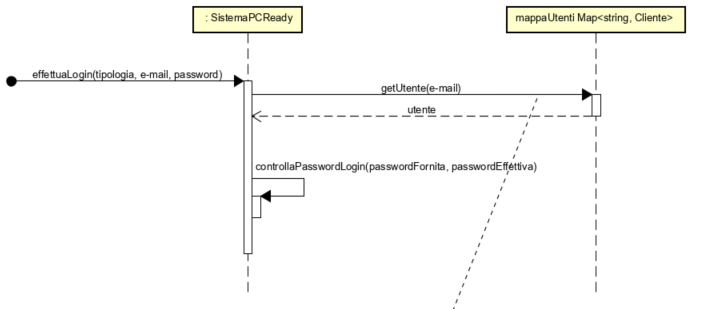 : SistemaPCReady
mappaUtenti Map<string, Cliente>
effettuaLogin(tipologia, e-mail, password)
getUtente(e-mail)
utente
controllaPasswordLogin(passwordFornita, passwordEffettiva)